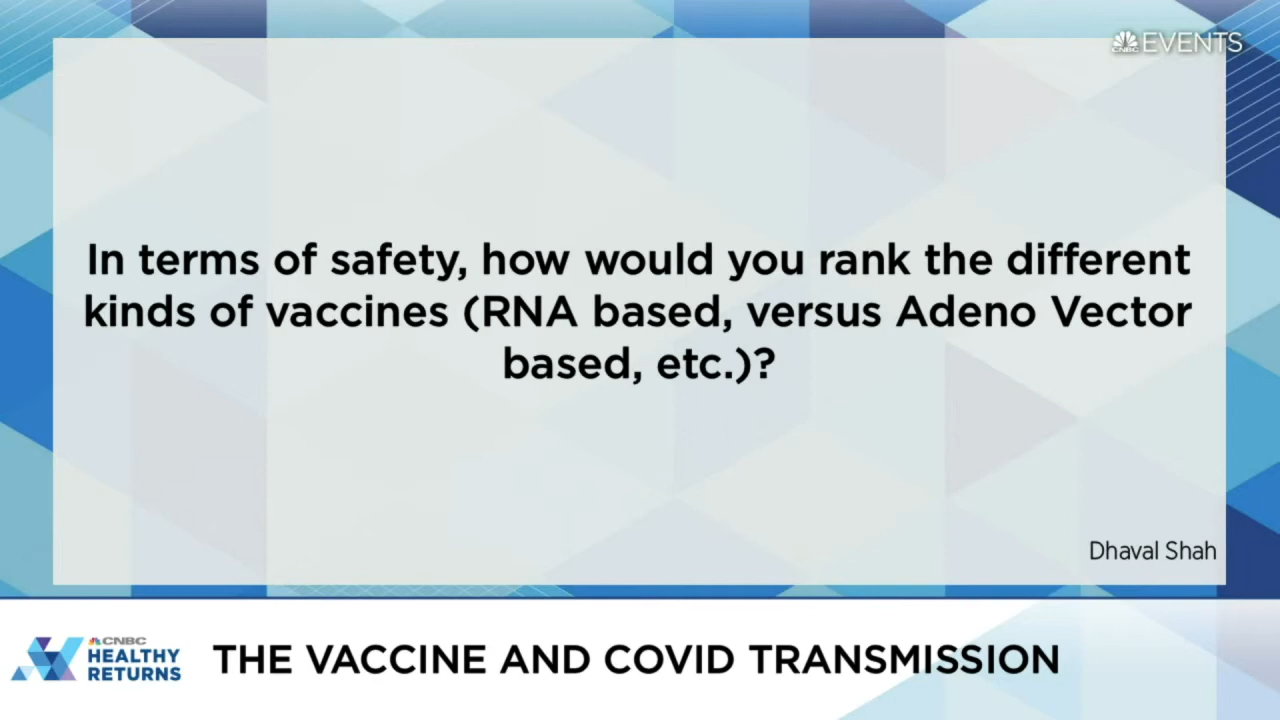 CNBC EVENTS
In terms of safety, how would you rank the different
kinds of vaccines (RNA based, versus Adeno Vector
based, etc.)?
Dhaval Shah
CNBC
HEALTHY
RETURNS
THE VACCINE AND COVID TRANSMISSION